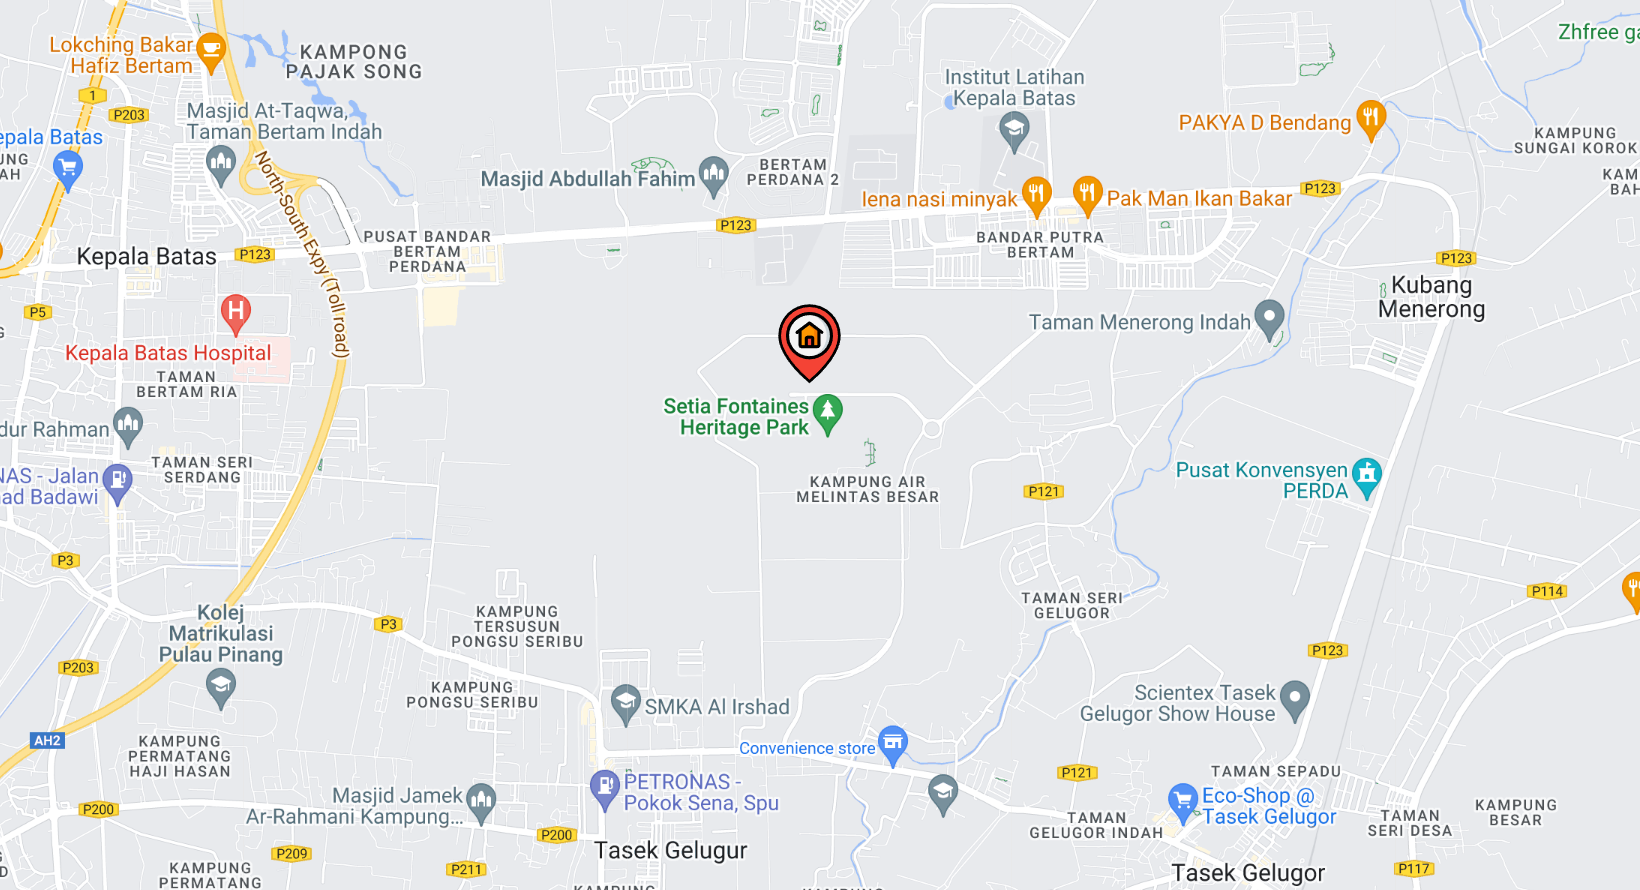 Lokching Bakar
Hafiz Bertam
KAMPONG
PAJAK SONG
Institut Latihan
Kepala Batas
Zhfree ga
1
P203
Masjid At-Taqwa,
Taman Bertam Indah
epala Batas
UNG
AH
PAKYA D Bendang
KAMPUNG
SUNGAI KOROK
KAM
BAH
BERTAM
PERDANA 2
Masjid Abdullah Fahim
P123
lena nasi minyak
Pak Man Ikan Bakar
P123
North-South Expy (Toll road)
PUSAT BANDAR
BERTAM
PERDANA
BANDAR PUTRA
BERTAM
Kepala Batas
P123
P123
Kubang
Menerong
P5
H
Kepala Batas Hospital
Taman Menerong Indah
TAMAN
BERTAM RIA
Setia Fontaines
Heritage Park
dur Rahman
TAMAN SERI
SERDANG
NAS - Jalan
ad Badawi
KAMPUNG AIR
MELINTAS BESAR
P121
Pusat Konvensyen
PERDA
P3
P114
TAMAN SERI
GELUGOR
Kolej
Matrikulasi
Pulau Pinang
P3
KAMPUNG
TERSUSUN
PONGSU SERIBU
P123
P203
KAMPUNG
PONGSU SERIBU
SMKA Al Irshad
Scientex Tasek
Gelugor Show House
AH2
KAMPUNG
PERMATANG
HAJI HASAN
Convenience store
P121
TAMAN SEPADU
PETRONAS -
Pokok Sena, Spu
Masjid Jamek
Ar-Rahmani Kampung...
Eco-Shop @
Tasek Gelugor
P200
P200
TAMAN
GELUGOR INDAH
TAMAN
SERI DESA
KAMPUNG
BESAR
P209
P211
Tasek Gelugur
Tasek Gelugor
P117
KAMPUNG
PERMATANG
KAMPUNG
KAMPUNG